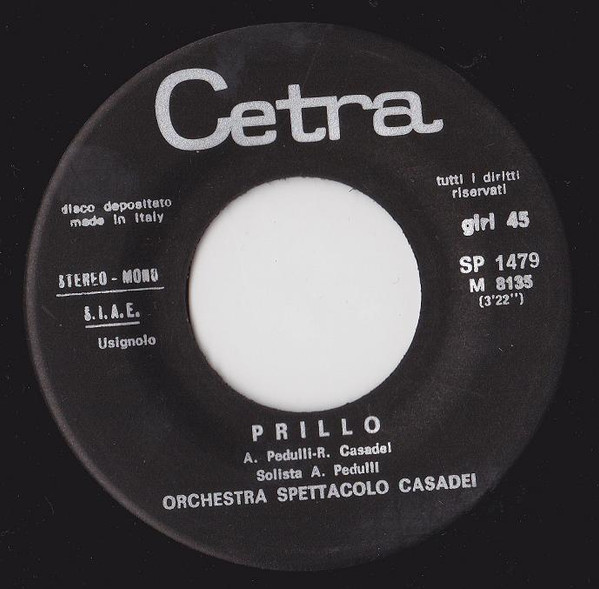 Cetra
disco depositato
made in Italy
STEREO - MONO
S.I.A.E.
Usignolo
tutti i diritti
riservati
giri 45
SP 1479
M 8135
(3'22")
PRILLO
A. Pedulli-R. Casadei
Solista A. Pedulli
ORCHESTRA SPETTACOLO CASADEI